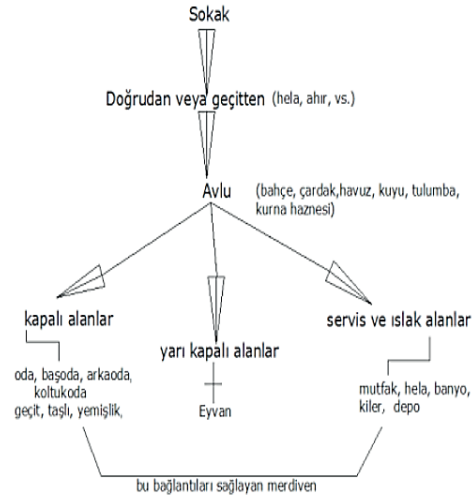 Sokak
Doğrudan veya geçitten (hela, ahır, vs.)
Avlu (bahçe, çardak,havuz, kuyu, tulumba,
kurna haznesi)
kapalı alanlar
yarı kapalı alanlar
servis ve ıslak alanlar
oda, başoda, arkaoda,
koltukoda
geçit, taşlı, yemişlik,
Eyvan
mutfak, hela, banyo,
kiler, depo
bu bağlantıları sağlayan merdiven